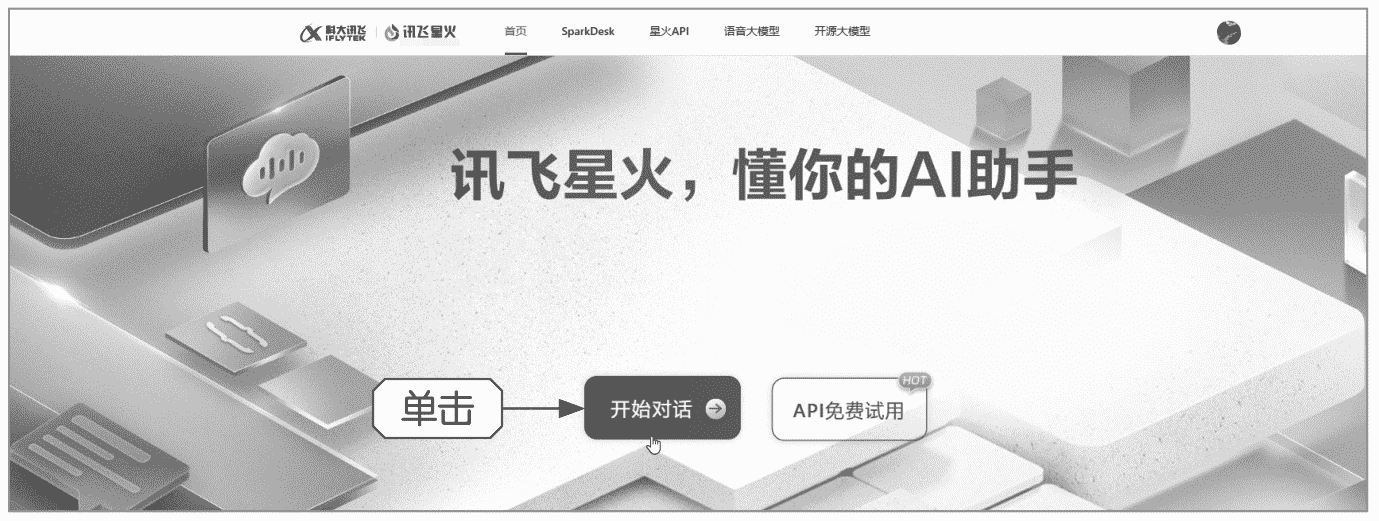 科大讯飞 IFLYTEK 讯飞星火 首页 SparkDesk 星火API 语音大模型 开源大模型
讯飞星火，懂你的AI助手
HOT
单击 开始对话 API免费试用